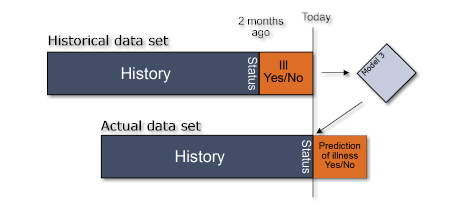 2 months
ago
Today
Historical data set
History
Status
Ill
Yes/No
Model 3
Actual data set
History
Status
Prediction
of illness
Yes/No